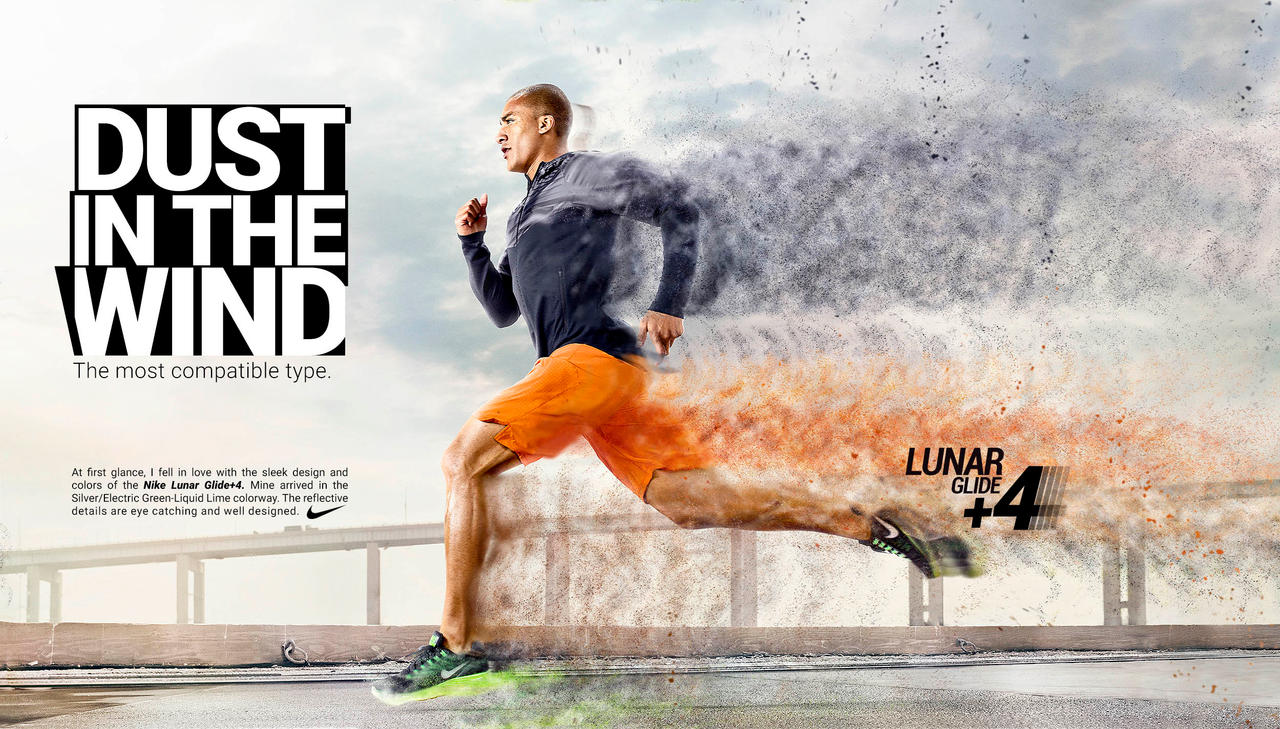 DUST
IN THE
WIND
The most compatible type.
At first glance, I fell in love with the sleek design and
colors of the Nike Lunar Glide+4. Mine arrived in the
Silver/Electric Green-Liquid Lime colorway. The reflective
details are eye catching and well designed.
LUNAR
GLIDE
+4